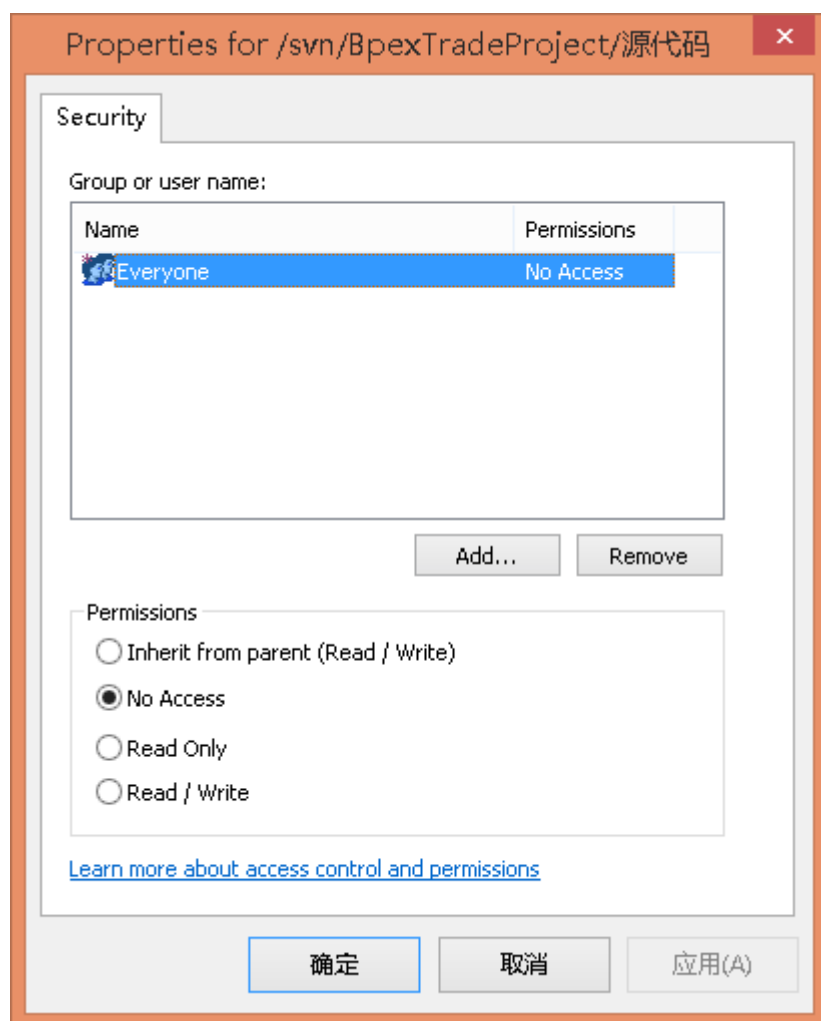 Properties for /svn/BpexTradeProject/源代码
Security
Group or user name:
Name Permissions
Everyone No Access
Add... Remove
Permissions
Inherit from parent (Read / Write)
No Access
Read Only
Read / Write
Learn more about access control and permissions
确定 取消 应用(A)